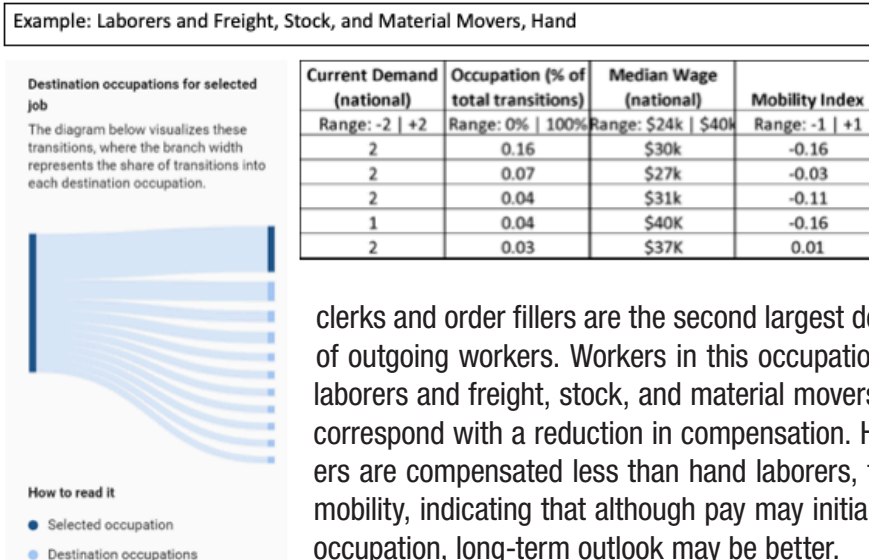 Example: Laborers and Freight, Stock, and Material Movers, Hand
Destination occupations for selected
job
The diagram below visualizes these
transitions, where the branch width
represents the share of transitions into
each destination occupation.
How to read it
Selected occupation
Destination occupations
Current Demand (national) Occupation (% of total transitions) Median Wage (national) Mobility Index
Range: -2 | +2 Range: 0% | 100% Range: $24k | $40k Range: -1 | +1
2 0.16 $30k -0.16
2 0.07 $27k -0.03
2 0.04 $31k -0.11
1 0.04 $40K -0.16
2 0.03 $37K 0.01
clerks and order fillers are the second largest
of outgoing workers. Workers in this
laborers and freight, stock, and material movers
correspond with a reduction in compensation.
ers are compensated less than hand laborers,
mobility, indicating that although pay may
occupation, long-term outlook may be better.